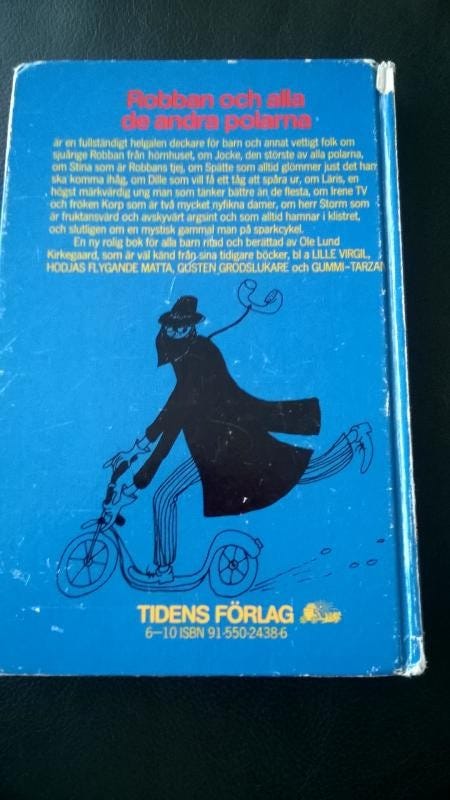 Robban och alla
de andra polarna
är en fullständigt helgalen deckare för barn och annat vettigt folk om
sjuårige Robban från hörnhuset, om Jocke, den störste av alla polarna,
om Stina som är Robbans tjej, om Spätte som alltid glömmer just det han
ska komma ihåg, om Dille som vill få ett tåg att spåra ur, om Laris, en
högst märkvärdig ung man som tänker bättre än de flesta, om Irene TV
och fröken Korp som är två mycket nyfikna damer, om herr Storm som
är fruktansvärd och avskyvärt argsint och som alltid hamnar i klistret,
och slutligen om en mystisk gammal man på sparkcykel.
En ny rolig bok för alla barn ritad och berättad av Ole Lund
Kirkegaard, som är väl känd från sina tidigare böcker, bl a LILLE VIRGIL,
HODJAS FLYGANDE MATTA, GUSTEN GRODSLUKARE och GUMMI-TARZAN
TIDENS FÖRLAG
6—10 ISBN 91-550-2438-6